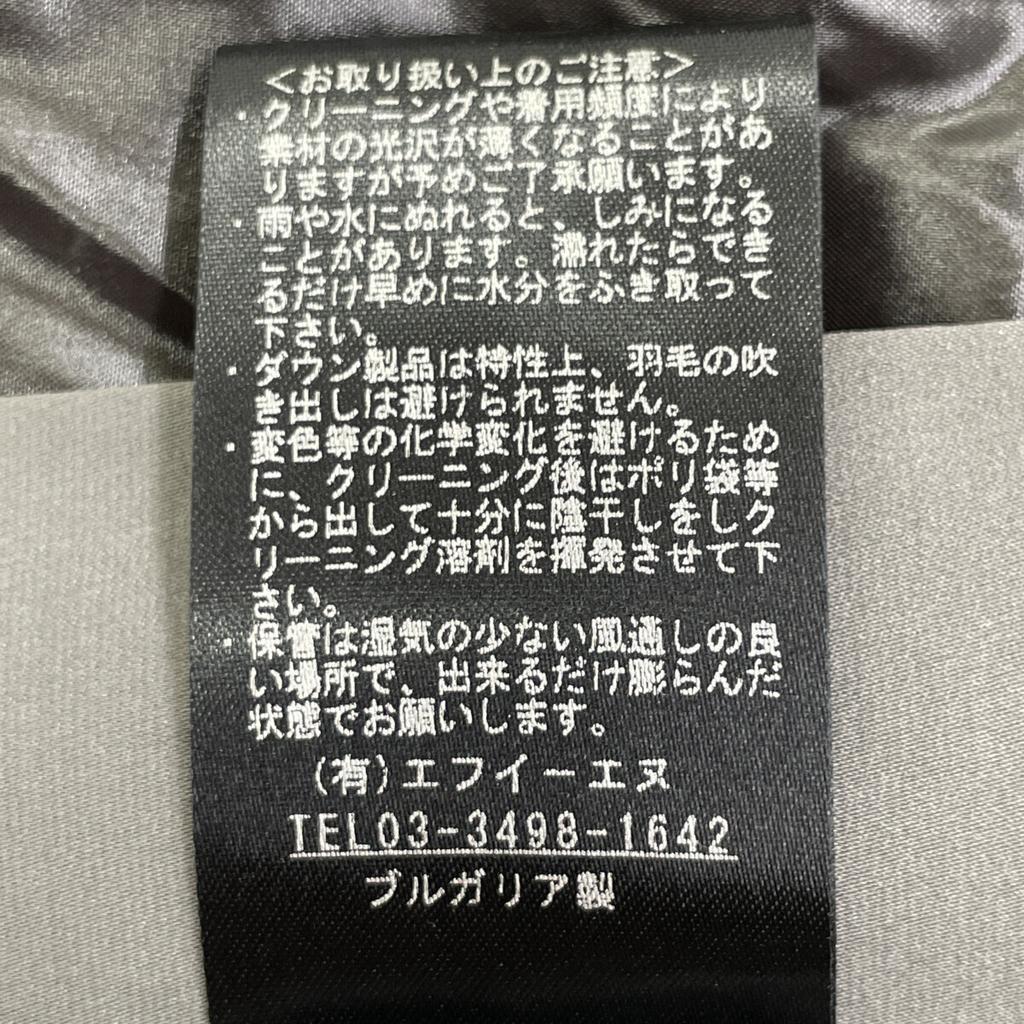 ＜お取り扱い上のご注意＞
・クリーニングや着用頻度により
素材の光沢が薄くなることがあ
りますが予めご了承願います。
・雨や水にぬれると、しみになる
ことがあります。濡れたらでき
るだけ早めに水分をふき取って
下さい。
・ダウン製品は特性上、羽毛の吹
き出しは避けられません。
・変色等の化学変化を避けるため
に、クリーニング後はポリ袋等
から出して十分に陰干しをしク
リーニング溶剤を揮発させて下
さい。
・保管は湿気の少ない風通しの良
い場所で、出来るだけ膨らんだ
状態でお願いします。
(有)エフイーエヌ
TEL03-3498-1642
ブルガリア製